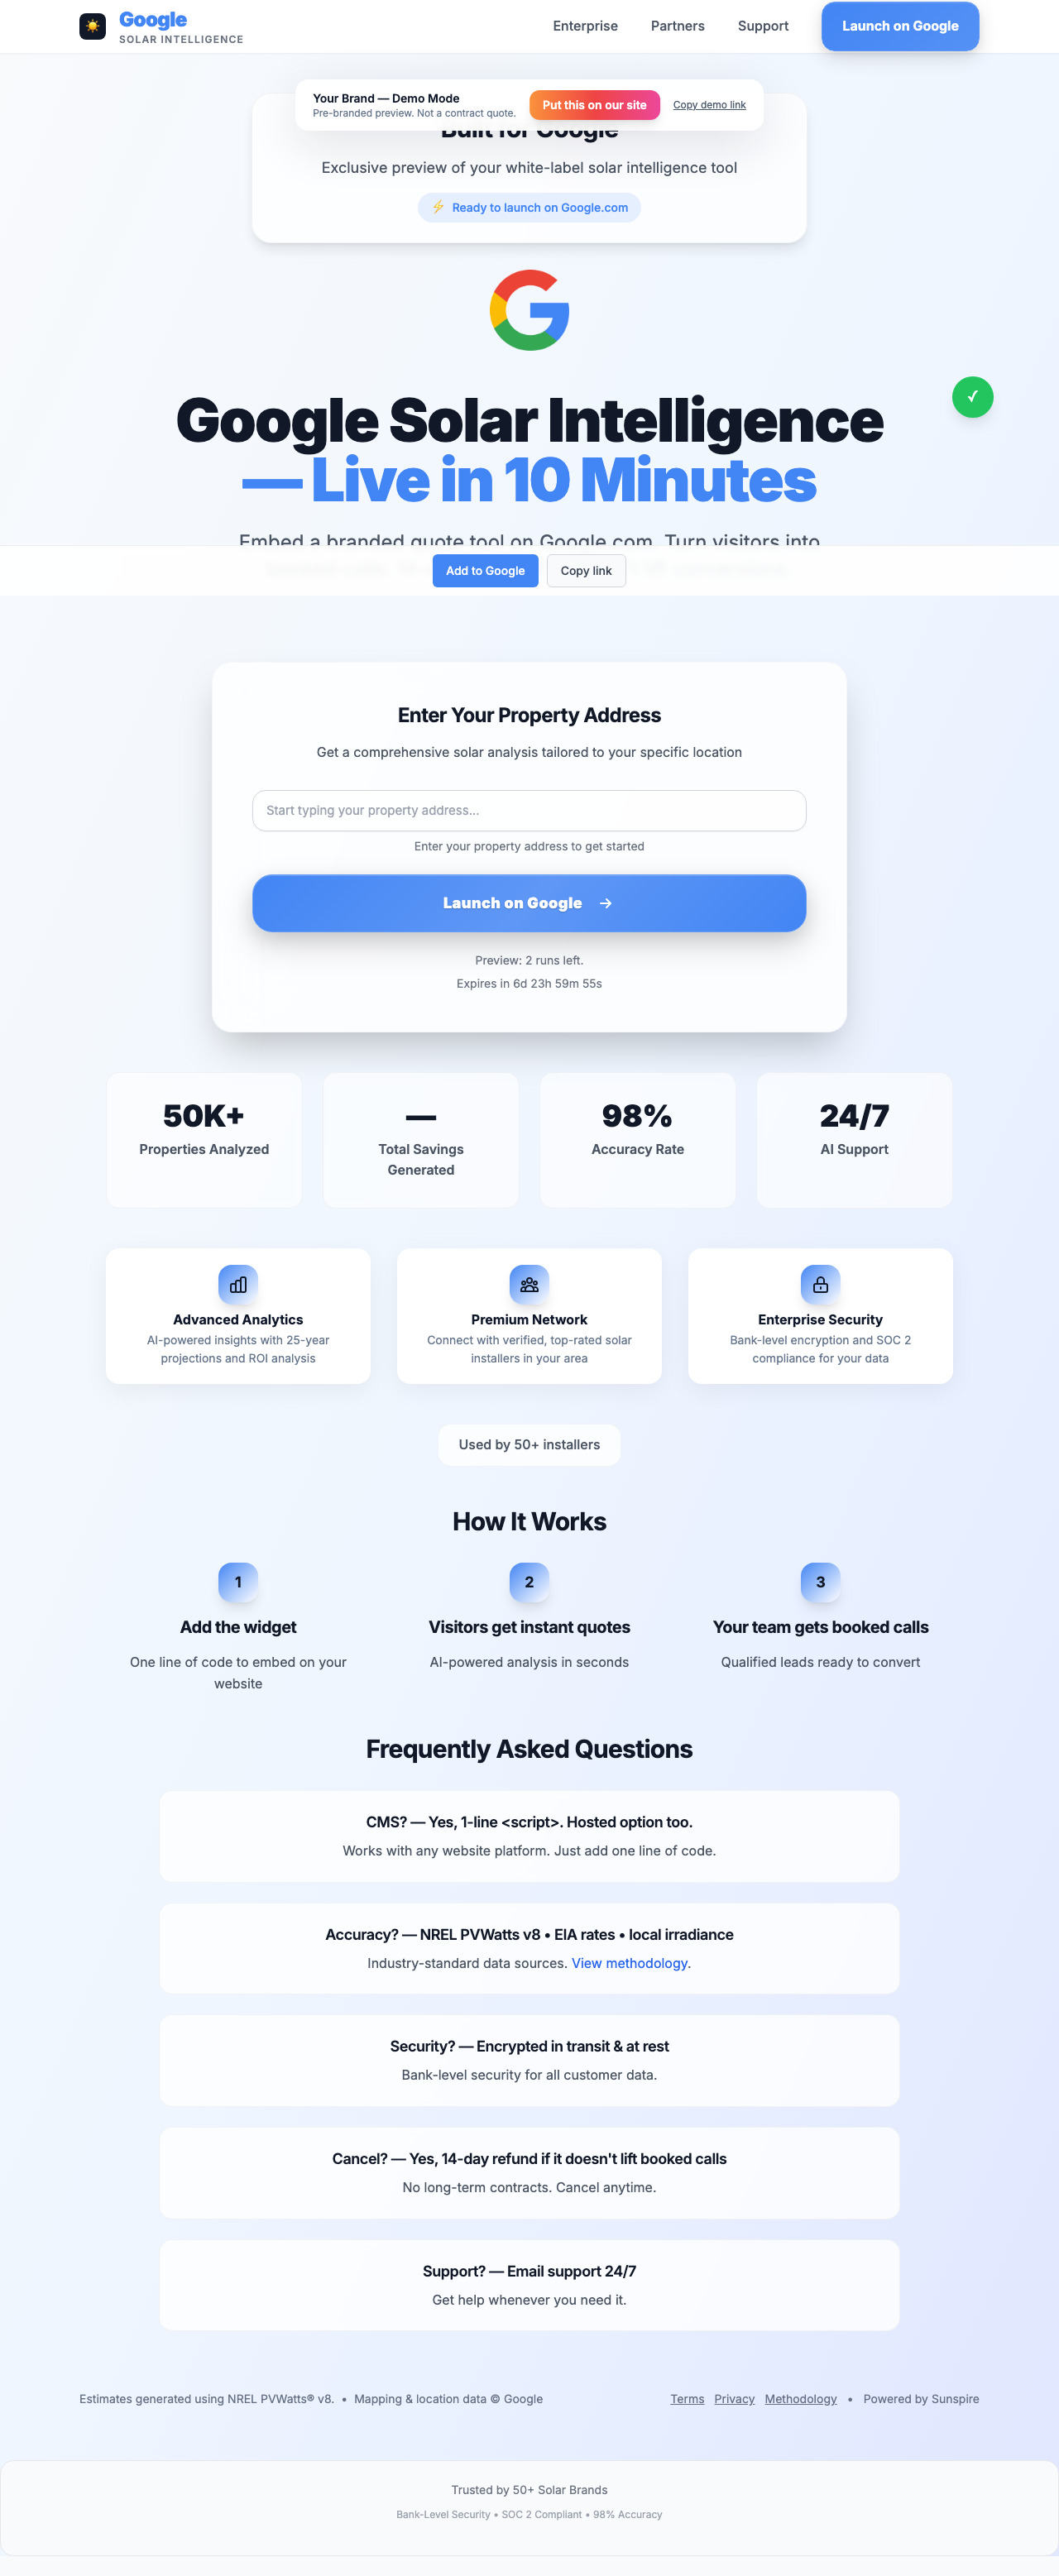 Google
SOLAR INTELLIGENCE
Enterprise
Partners
Support
Launch on Google
Your Brand — Demo Mode
Pre-branded preview. Not a contract quote.
Put this on our site
Copy demo link
Built for Google
Exclusive preview of your white-label solar intelligence tool
⚡ Ready to launch on Google.com
Google Solar Intelligence
— Live in 10 Minutes
Embed a branded quote tool on Google.com. Turn visitors into
Add to Google
Copy link
Enter Your Property Address
Get a comprehensive solar analysis tailored to your specific location
Start typing your property address...
Enter your property address to get started
Launch on Google →
Preview: 2 runs left.
Expires in 6d 23h 59m 55s
50K+
Properties Analyzed
—
Total Savings
Generated
98%
Accuracy Rate
24/7
AI Support
Advanced Analytics
AI-powered insights with 25-year
projections and ROI analysis
Premium Network
Connect with verified, top-rated solar
installers in your area
Enterprise Security
Bank-level encryption and SOC 2
compliance for your data
Used by 50+ installers
How It Works
1
Add the widget
One line of code to embed on your
website
2
Visitors get instant quotes
AI-powered analysis in seconds
3
Your team gets booked calls
Qualified leads ready to convert
Frequently Asked Questions
CMS? — Yes, 1-line <script>. Hosted option too.
Works with any website platform. Just add one line of code.
Accuracy? — NREL PVWatts v8 • EIA rates • local irradiance
Industry-standard data sources. View methodology.
Security? — Encrypted in transit & at rest
Bank-level security for all customer data.
Cancel? — Yes, 14-day refund if it doesn't lift booked calls
No long-term contracts. Cancel anytime.
Support? — Email support 24/7
Get help whenever you need it.
Estimates generated using NREL PVWatts® v8. • Mapping & location data © Google
Terms Privacy Methodology • Powered by Sunspire
Trusted by 50+ Solar Brands
Bank-Level Security • SOC 2 Compliant • 98% Accuracy